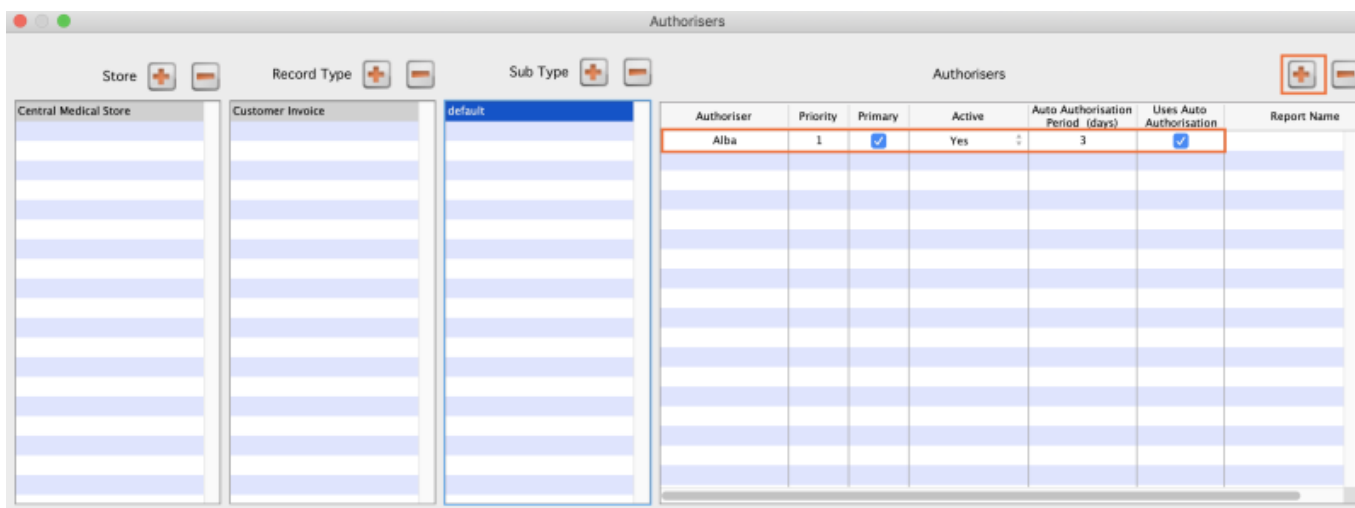 Authorisers
Store
Record Type
Sub Type
Authorisers
Central Medical Store
Customer Invoice
default
Authoriser Priority Primary Active Auto Authorisation Period (days) Uses Auto Authorisation Report Name
Alba 1 Yes 3